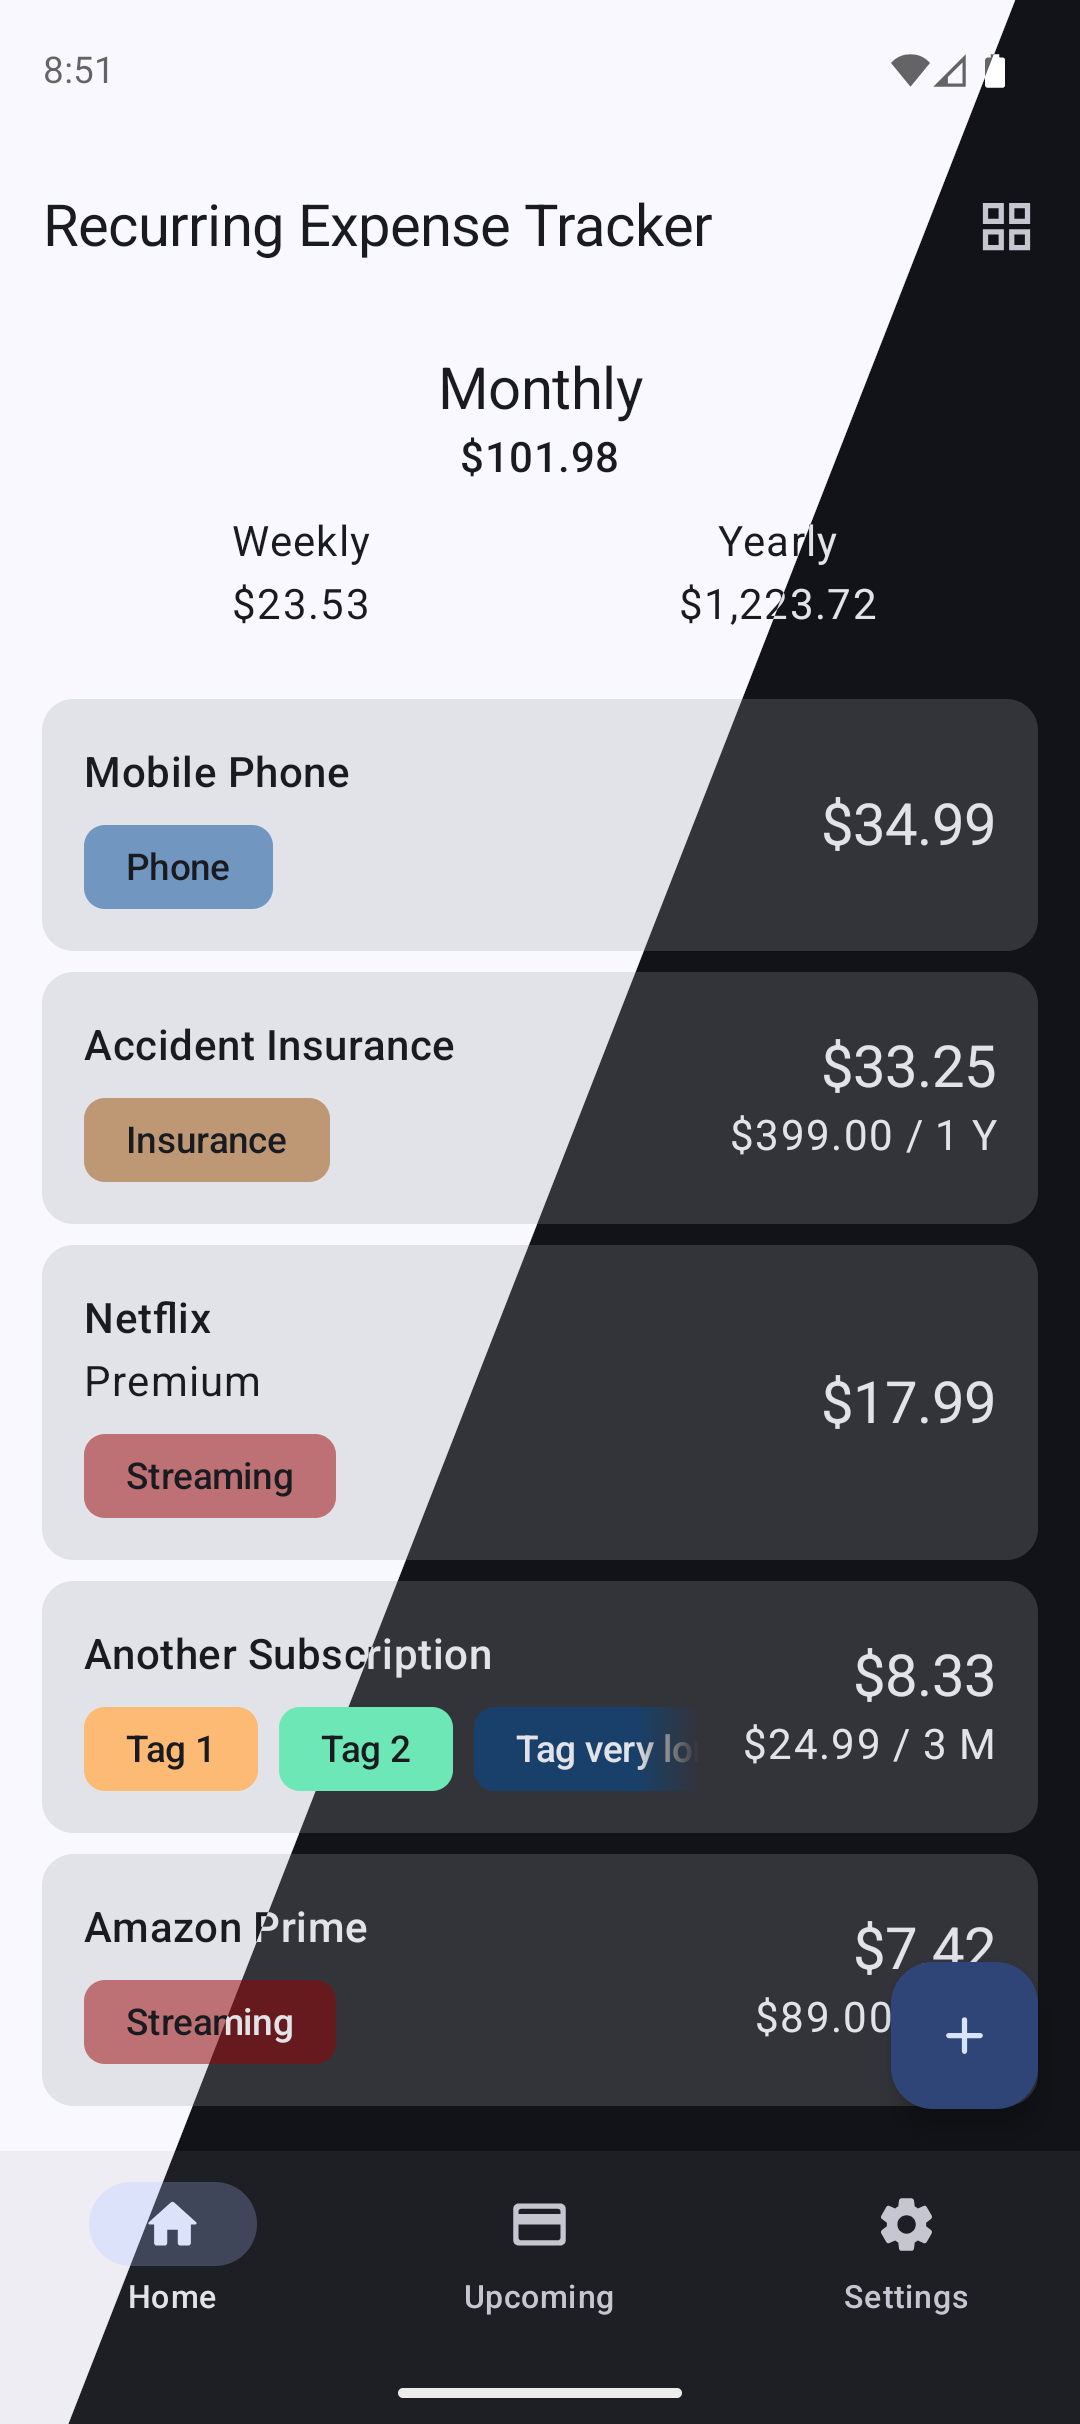 8:51
Recurring Expense Tracker
Monthly
$101.98
Weekly
Yearly
$23.53
$1,223.72
Mobile Phone
Phone
$34.99
Accident Insurance
Insurance
$33.25
$399.00 / 1 Y
Netflix
Premium
Streaming
$17.99
Another Subscription
Tag 1
Tag 2
Tag very
$8.33
$24.99 / 3 M
Amazon Prime
Streaming
$7.42
$89.00
Home
Upcoming
Settings